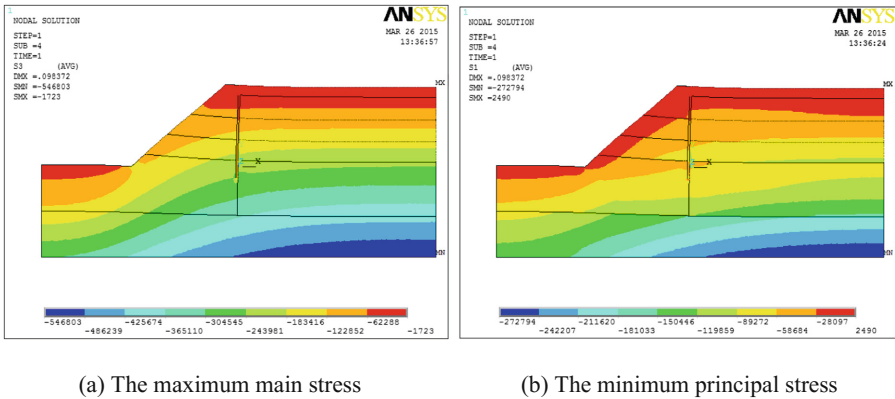 1
NODAL SOLUTION
STEP=1
SUB =4
TIME=1
S3 (AVG)
DMX =.098372
SMN =-546803
SMX =-1723
ANSYS
MAR 26 2015
13:36:57
MX
X
MN
-546803 -425674 -304545 -183416 -62288
-486239 -365110 -243981 -122852 -1723
(a) The maximum main stress
1
NODAL SOLUTION
STEP=1
SUB =4
TIME=1
S1 (AVG)
DMX =.098372
SMN =-272794
SMX =2490
ANSYS
MAR 26 2015
13:36:24
MX
X
MN
-272794 -211620 -150446 -89272 -28097
-242207 -181033 -119859 -58684 2490
(b) The minimum principal stress